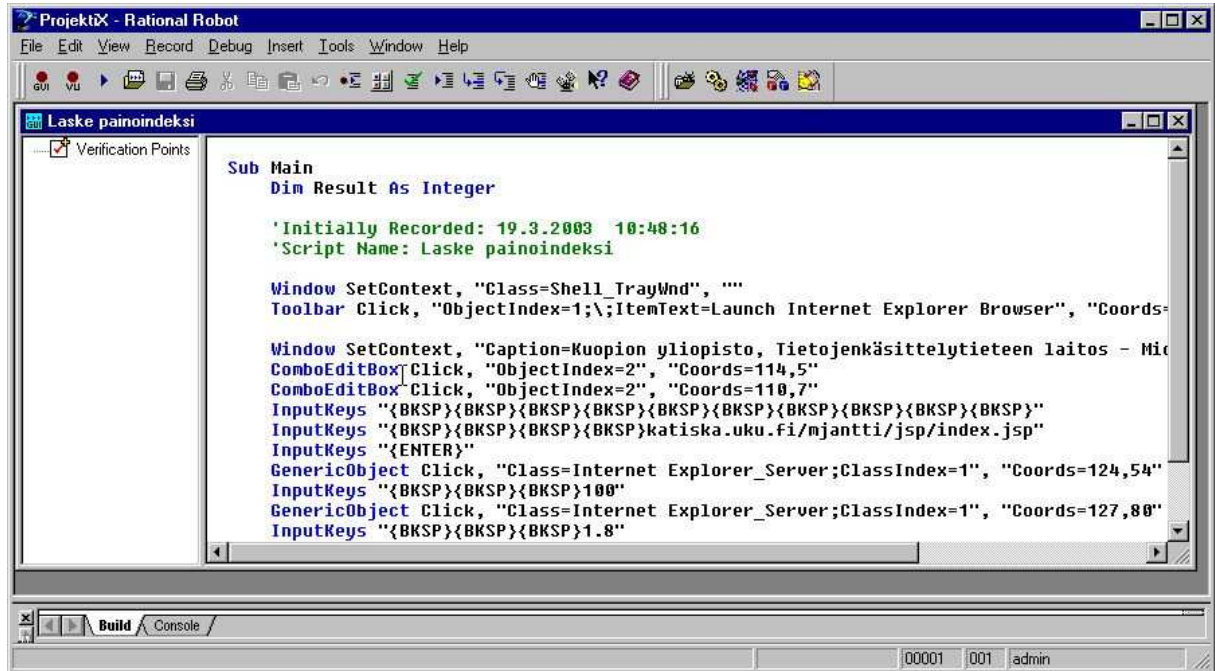 ProjektiX - Rational Robot
File Edit View Record Debug Insert Tools Window Help
GUI VU
Laske painoindeksi
Verification Points
Sub Main
Dim Result As Integer
'Initially Recorded: 19.3.2003 10:48:16
'Script Name: Laske painoindeksi
Window SetContext, "Class=Shell_TrayWnd", ""
Toolbar Click, "ObjectIndex=1;\;ItemText=Launch Internet Explorer Browser", "Coords=
Window SetContext, "Caption=Kuopion yliopisto, Tietojenkäsittelytieteen laitos - Mic
ComboEditBox Click, "ObjectIndex=2", "Coords=114,5"
ComboEditBox Click, "ObjectIndex=2", "Coords=110,7"
InputKeys "{BKSP}{BKSP}{BKSP}{BKSP}{BKSP}{BKSP}{BKSP}{BKSP}{BKSP}{BKSP}"
InputKeys "{BKSP}{BKSP}{BKSP}{BKSP}katiska.uku.fi/mjantti/jsp/index.jsp"
InputKeys "{ENTER}"
GenericObject Click, "Class=Internet Explorer_Server;ClassIndex=1", "Coords=124,54"
InputKeys "{BKSP}{BKSP}{BKSP}100"
GenericObject Click, "Class=Internet Explorer_Server;ClassIndex=1", "Coords=127,80"
InputKeys "{BKSP}{BKSP}{BKSP}1.8"
Build Console
00001 001 admin